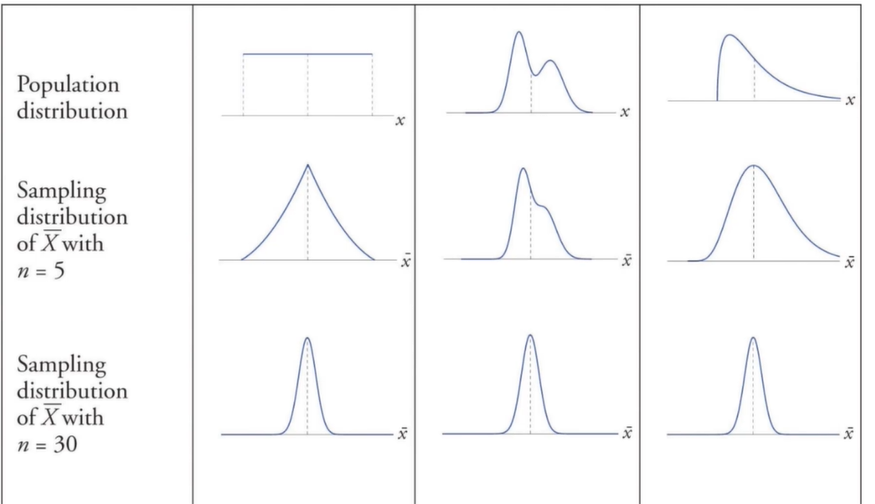 Population
distribution
x
x
x
Sampling
distribution
of X̅ with
n = 5
x̄
x̄
x̄
Sampling
distribution
of X̅ with
n = 30
x̄
x̄
x̄